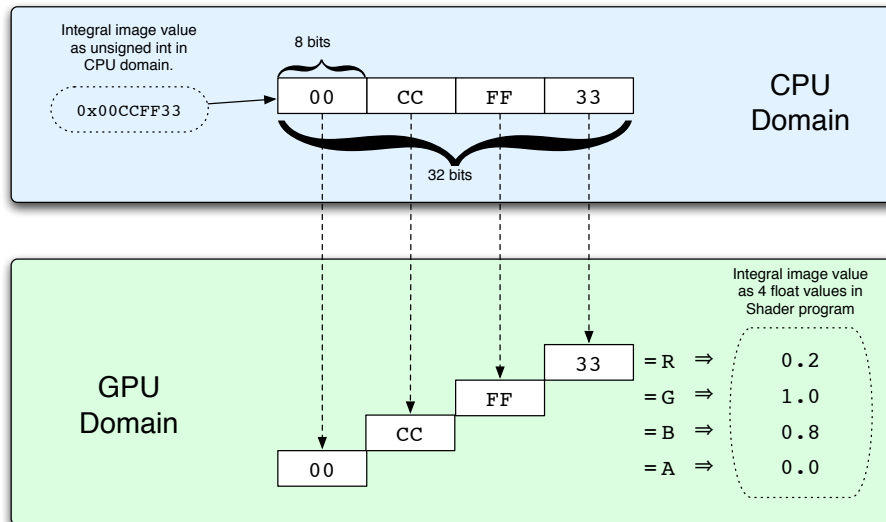 Integral image value
as unsigned int in
CPU domain.
0x00CCFF33
8 bits
00 CC FF 33
32 bits
CPU
Domain
GPU
Domain
Integral image value
as 4 float values in
Shader program
33 = R ⇒ 0.2
FF = G ⇒ 1.0
CC = B ⇒ 0.8
00 = A ⇒ 0.0